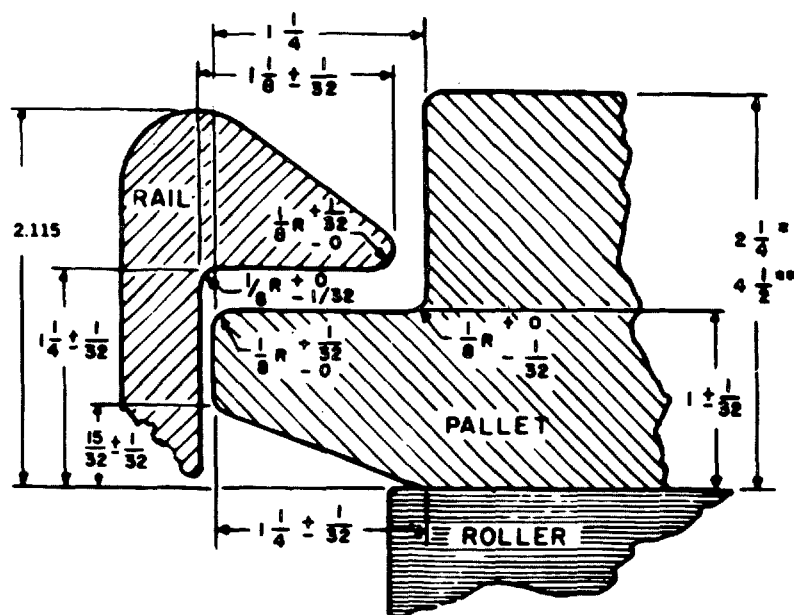 1 1/4
1 1/8 ± 1/32
RAIL
1/8 R + 1/32 - 0
2.115
2 1/4 *
4 1/2 **
1/8 R + 0 - 1/32
1 1/4 ± 1/32
1/8 R + 1/32 - 0
1/8 R + 0 - 1/32
1 ± 1/32
15/32 ± 1/32
PALLET
1 1/4 ± 1/32
ROLLER